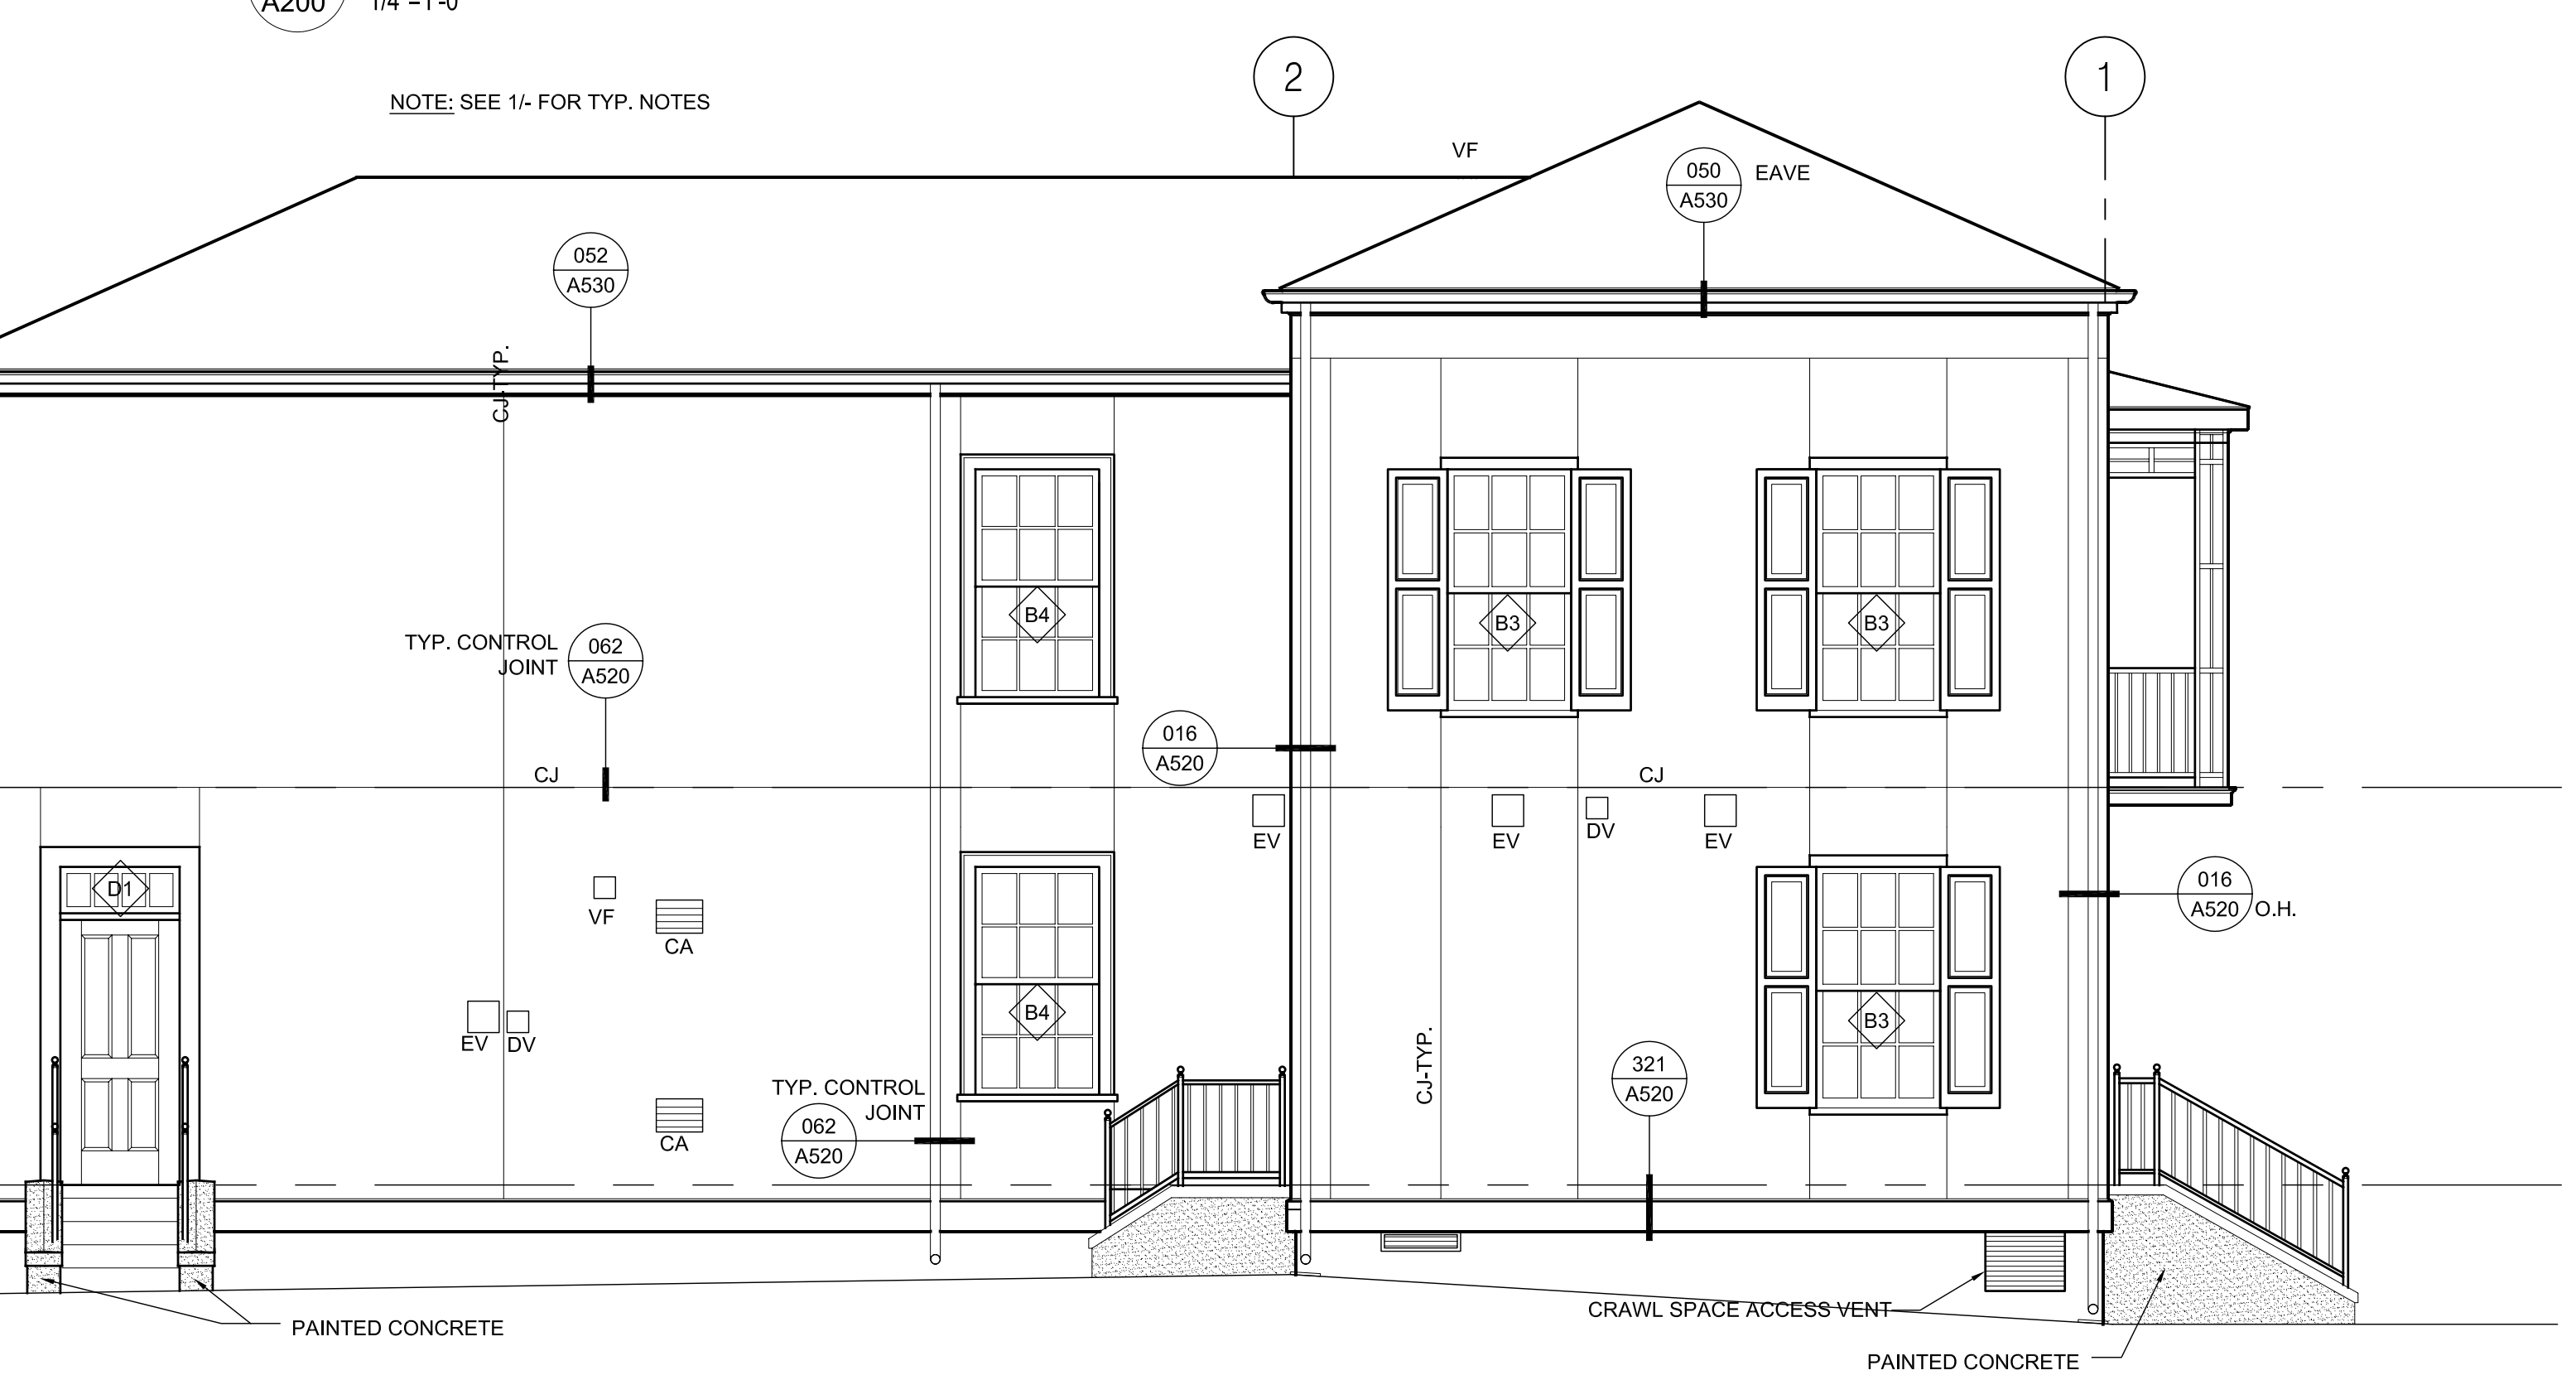 A200
1/4"=1'-0"
2
1
NOTE: SEE 1/- FOR TYP. NOTES
VF
050
A530
EAVE
052
A530
CJ-TYP.
B4
B3
B3
TYP. CONTROL
JOINT
062
A520
016
A520
CJ
CJ
EV
EV
DV
EV
D1
VF
CA
016
A520
O.H.
EV
DV
B4
B3
CJ-TYP.
321
A520
TYP. CONTROL
JOINT
062
A520
CA
CRAWL SPACE ACCESS VENT
PAINTED CONCRETE
PAINTED CONCRETE